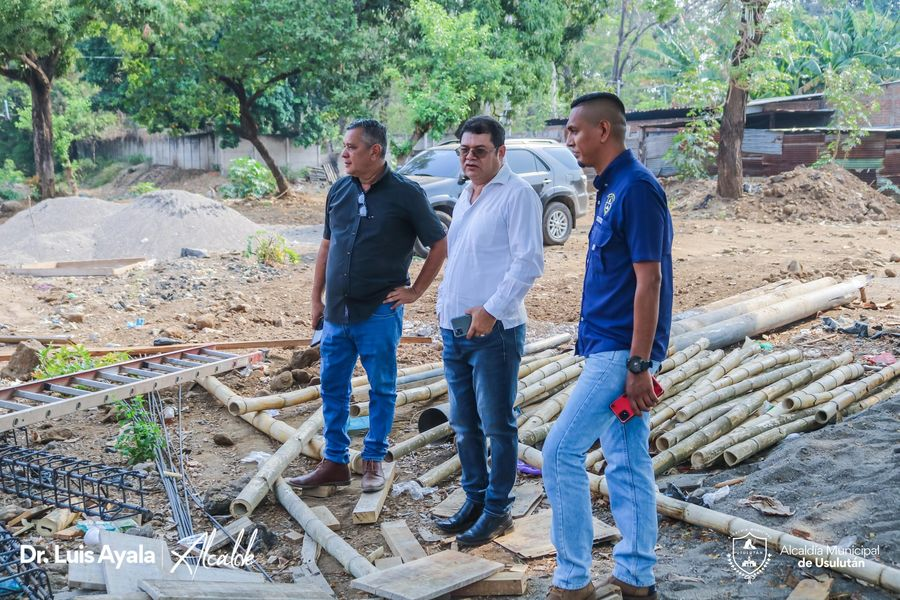 Dr. Luis Ayala
Alcalde
Alcaldía Municipal
de Usulután